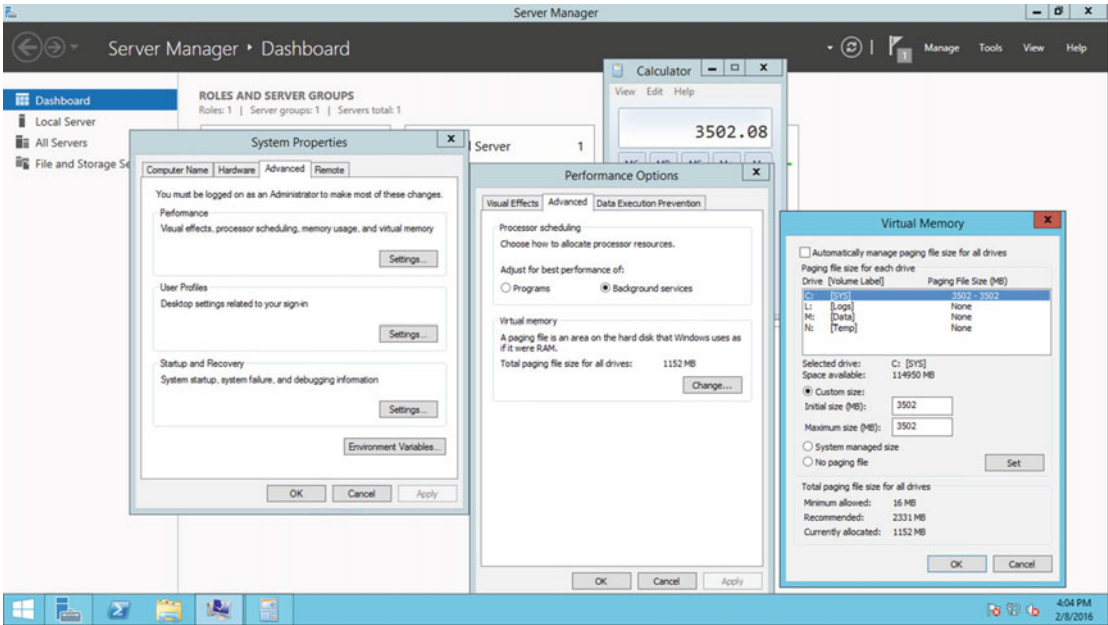 Server Manager
Server Manager • Dashboard
1
Manage Tools View Help
Dashboard
Local Server
All Servers
File and Storage Se
ROLES AND SERVER GROUPS
Roles: 1 | Server groups: 1 | Servers total: 1
Server 1
Calculator
View Edit Help
3502.08
System Properties
Computer Name Hardware Advanced Remote
You must be logged on as an Administrator to make most of these changes.
Performance
Visual effects, processor scheduling, memory usage, and virtual memory
Settings...
User Profiles
Desktop settings related to your sign-in
Settings...
Startup and Recovery
System startup, system failure, and debugging information
Settings...
Environment Variables...
OK Cancel Apply
Performance Options
Visual Effects Advanced Data Execution Prevention
Processor scheduling
Choose how to allocate processor resources.
Adjust for best performance of:
Programs Background services
Virtual memory
A paging file is an area on the hard disk that Windows uses as
if it were RAM.
Total paging file size for all drives: 1152 MB
Change...
OK Cancel Apply
Virtual Memory
Automatically manage paging file size for all drives
Paging file size for each drive
Drive [Volume Label] Paging File Size (MB)
C: [SYS] 3502 - 3502
L: [Logs] None
M: [Data] None
N: [Temp] None
Selected drive: C: [SYS]
Space available: 114950 MB
Custom size:
Initial size (MB): 3502
Maximum size (MB): 3502
System managed size
No paging file Set
Total paging file size for all drives
Minimum allowed: 16 MB
Recommended: 2331 MB
Currently allocated: 1152 MB
OK Cancel
4:04 PM
2/8/2016